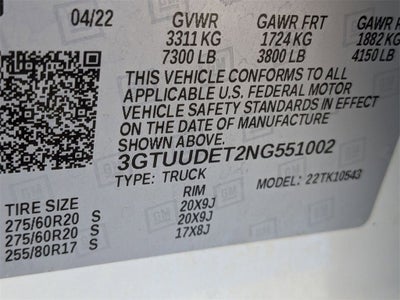 04/22 GVWR GAWR FRT GAWR
3311 KG 1724 KG 1882 KG
7300 LB 3800 LB 4150 LB
THIS VEHICLE CONFORMS TO ALL
APPLICABLE U.S. FEDERAL MOTOR
VEHICLE SAFETY STANDARDS IN
EFFECT ON THE DATE OF MANUFACTURE
SHOWN ABOVE.
3GTUUDET2NG551002
TYPE: TRUCK MODEL: 22TK10543
TIRE SIZE RIM
275/60R20 S 20X9J
275/60R20 S 20X9J
255/80R17 S 17X8J